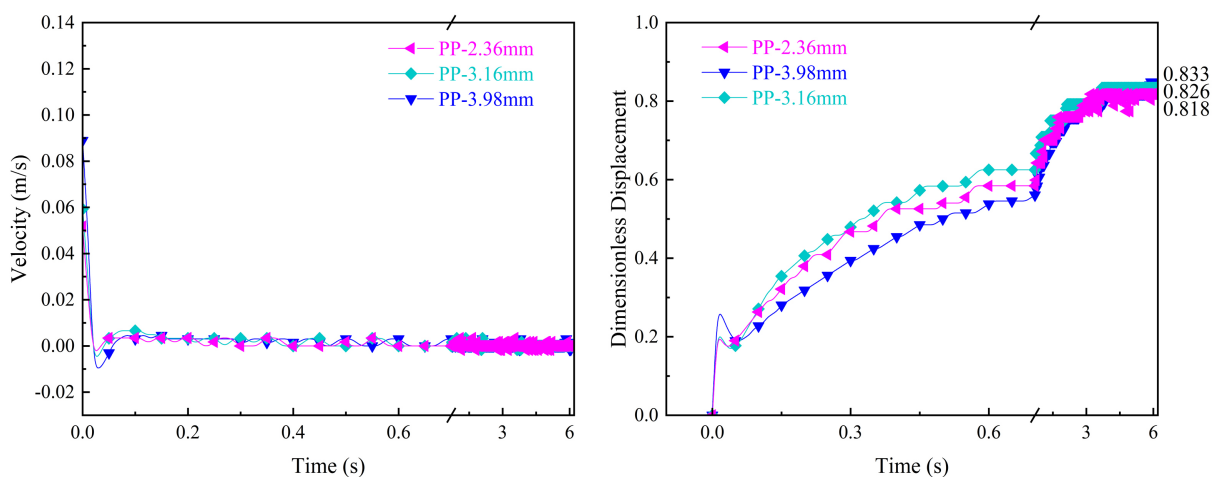 0.14
0.12
0.10
0.08
0.06
0.04
0.02
0.00
-0.02
Velocity (m/s)
PP-2.36mm
PP-3.16mm
PP-3.98mm
0.0
0.2
0.4
0.6
3
6
Time (s)
1.0
0.8
0.6
0.4
0.2
0.0
Dimensionless Displacement
PP-2.36mm
PP-3.98mm
PP-3.16mm
0.833
0.826
0.818
0.0
0.3
0.6
3
6
Time (s)